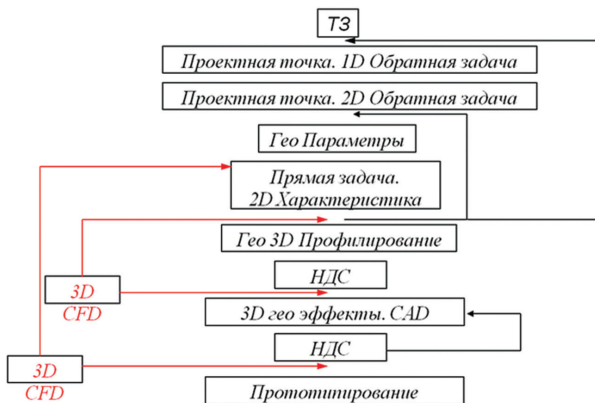 ТЗ
Проектная точка. 1D Обратная задача
Проектная точка. 2D Обратная задача
Гео Параметры
Прямая задача.
2D Характеристика
Гео 3D Профилирование
НДС
3D
CFD
3D гео эффекты. CAD
НДС
3D
CFD
Прототипирование